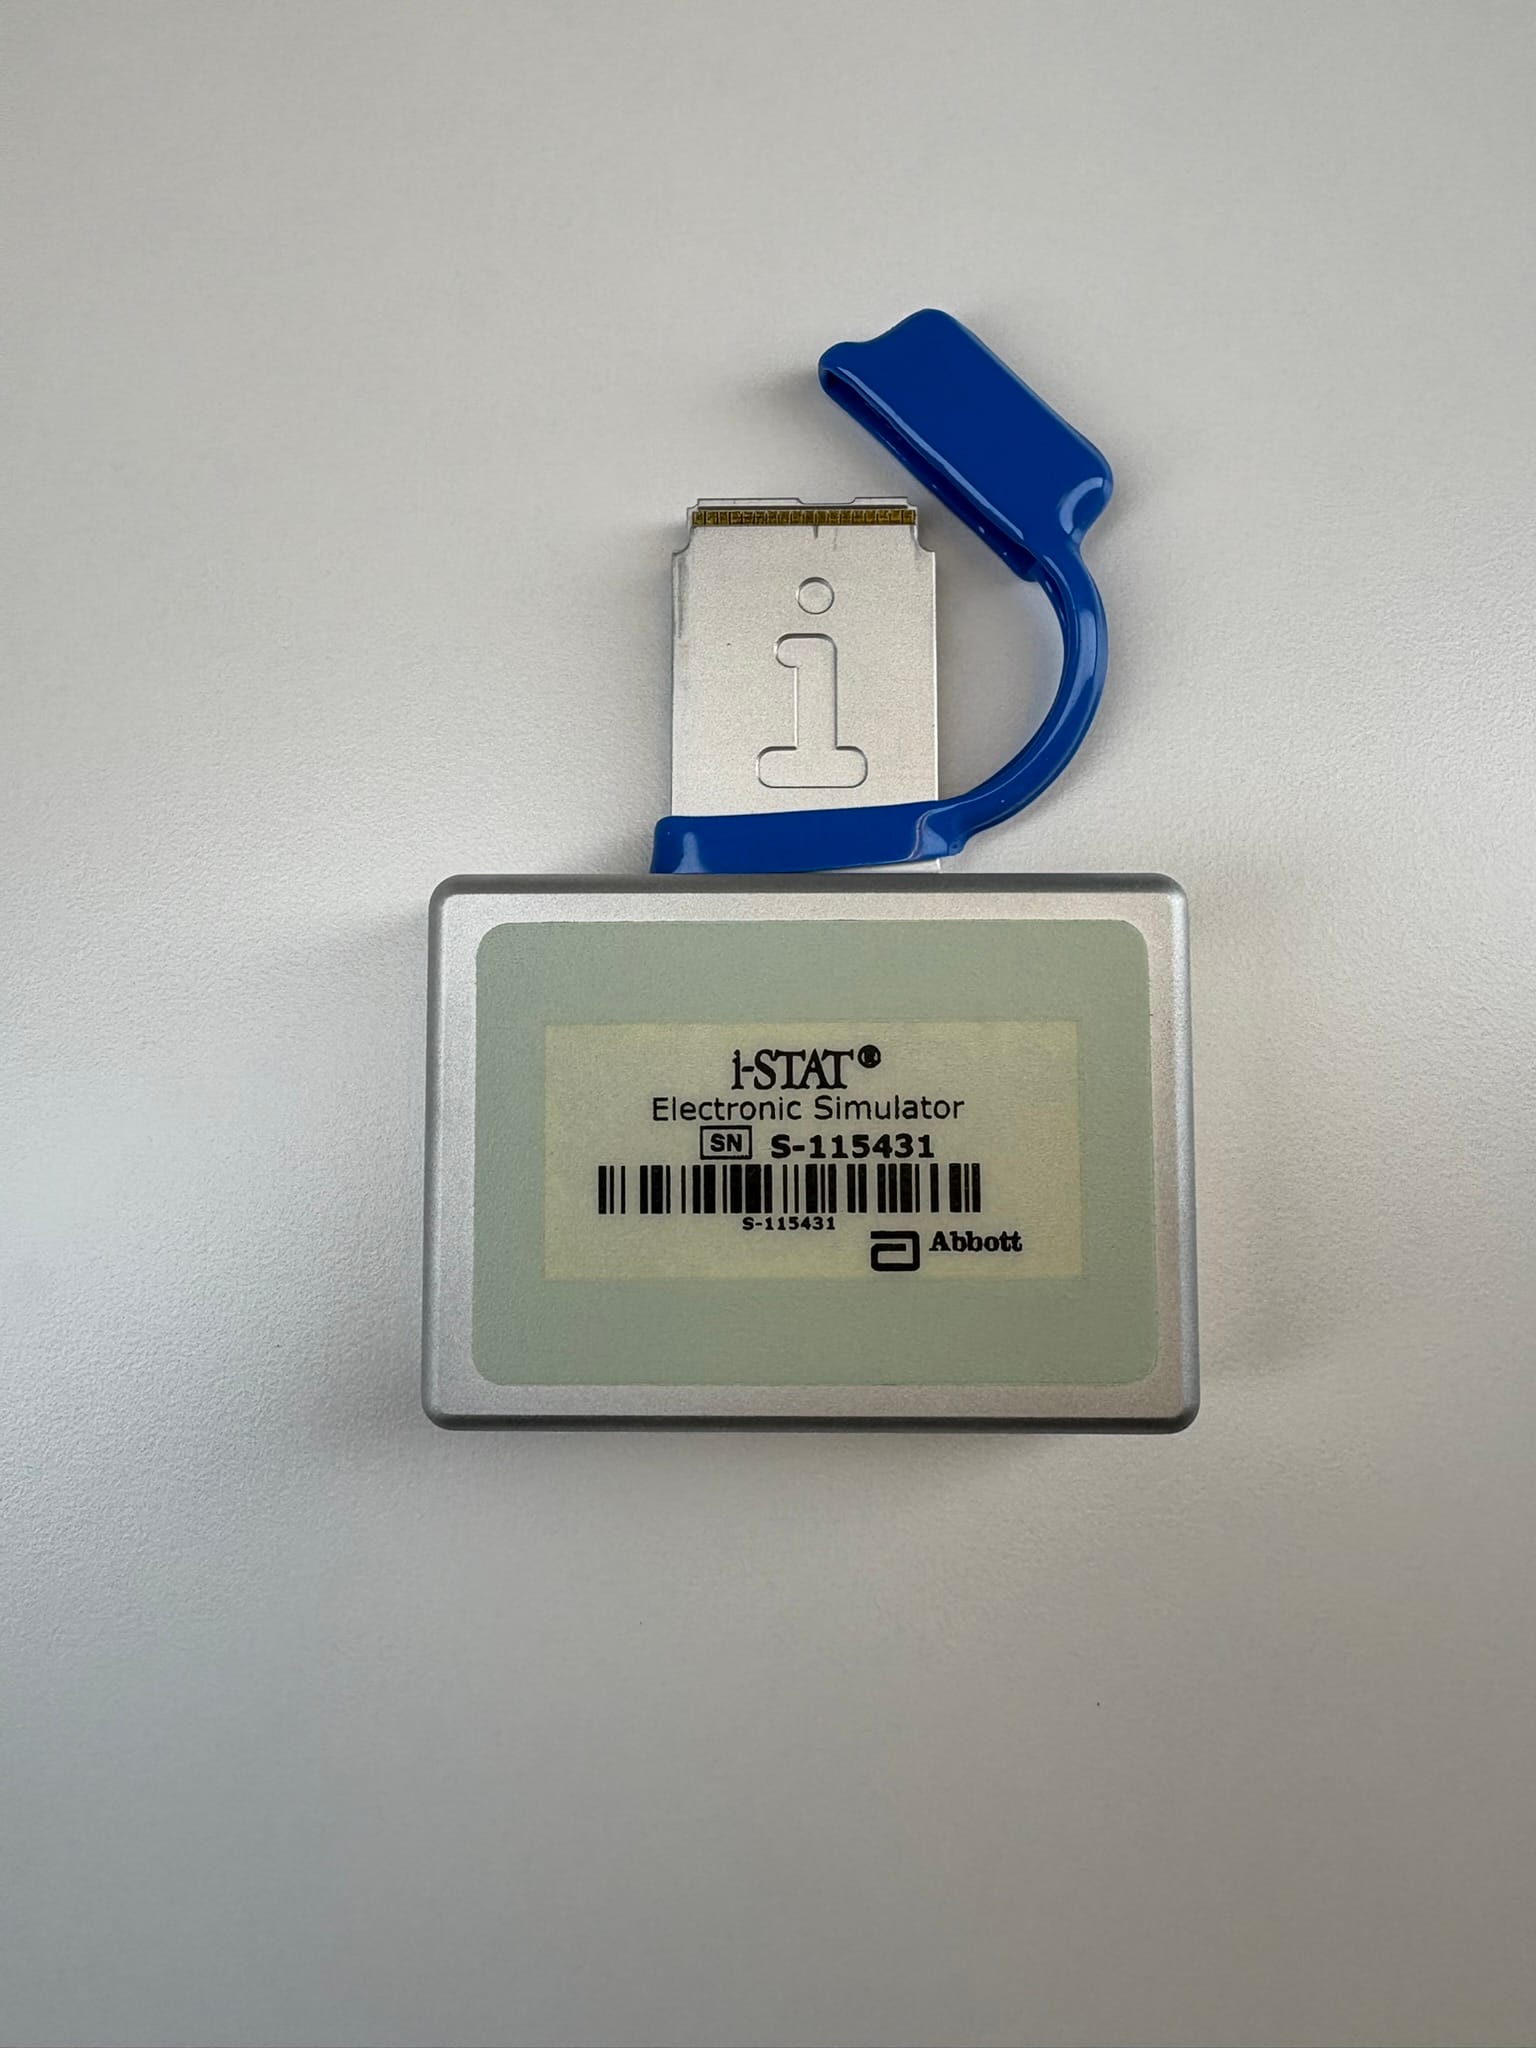 i
i-STAT®
Electronic Simulator
SN S-115431
S-115431
a Abbott